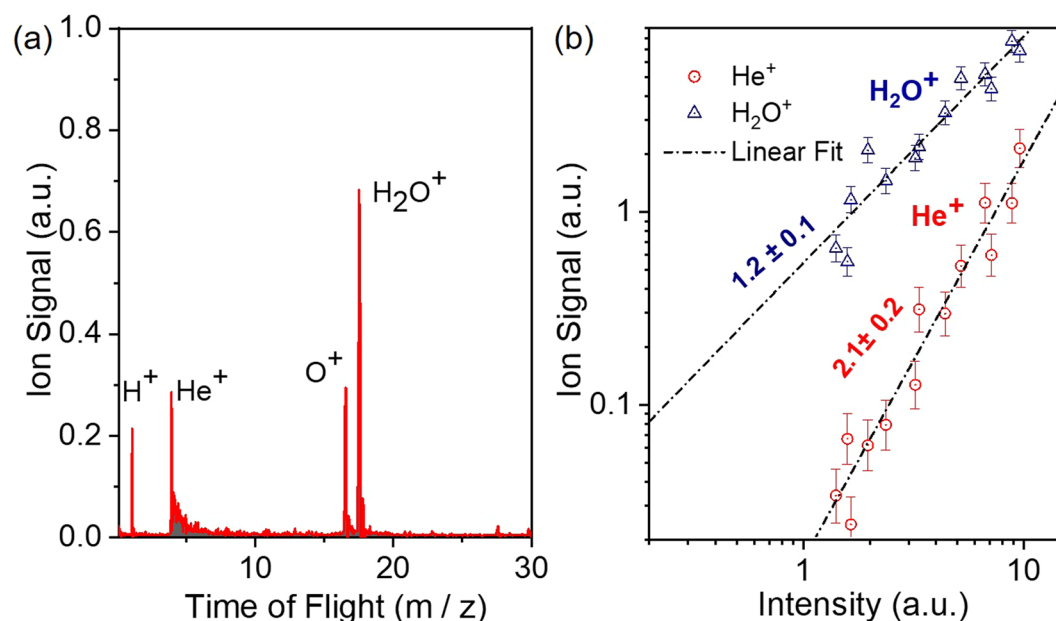 (a)
1.0
0.8
0.6
0.4
0.2
0.0
Ion Signal (a.u.)
H⁺
He⁺
O⁺
H₂O⁺
10
20
30
Time of Flight (m / z)
(b)
He⁺
H₂O⁺
Linear Fit
H₂O⁺
He⁺
1.2 ± 0.1
2.1± 0.2
1
0.1
Ion Signal (a.u.)
1
10
Intensity (a.u.)